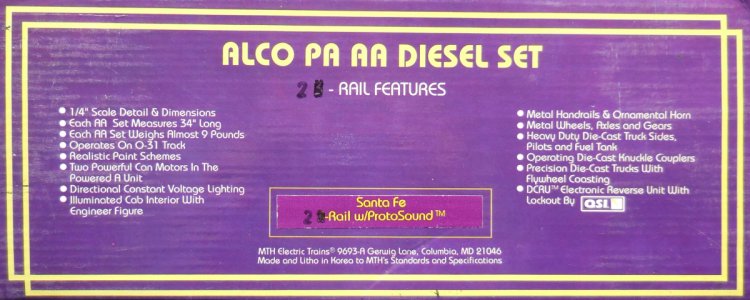 ALCO PA AA DIESEL SET
2 - RAIL FEATURES
• 1/4" Scale Detail & Dimensions
• Each AA Set Measures 34" Long
• Each AA Set Weighs Almost 9 Pounds
• Operates On O-31 Track
• Realistic Paint Schemes
• Two Powerful Can Motors In The
Powered A Unit
• Directional Constant Voltage Lighting
• Illuminated Cab Interior With
Engineer Figure
• Metal Handrails & Ornamental Horn
• Metal Wheels, Axles and Gears
• Heavy Duty Die-Cast Truck Sides,
Pilots and Fuel Tank
• Operating Die-Cast Knuckle Couplers
• Precision Die-Cast Trucks With
Flywheel Coasting
• DCRU™ Electronic Reverse Unit With
Lockout By QSI
Santa Fe
2 -Rail w/ProtoSound™
MTH Electric Trains® 9693-A Gerwig Lane, Columbia, MD 21046
Made and Litho in Korea to MTH's Standards and Specifications